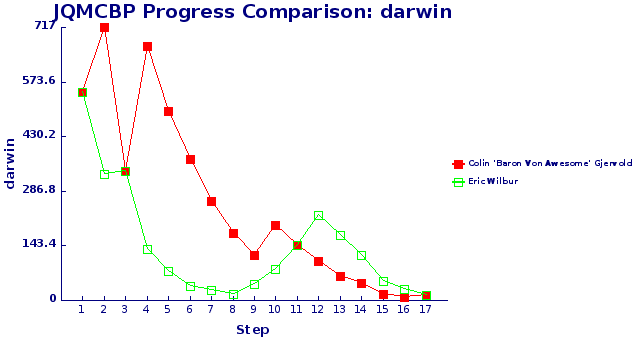 JQMCBP Progress Comparison: darwin
717
573.6
430.2
286.8
143.4
0
darwin
1 2 3 4 5 6 7 8 9 10 11 12 13 14 15 16 17
Step
Colin 'Baron Von Awesome' Gjervold
Eric Wilbur